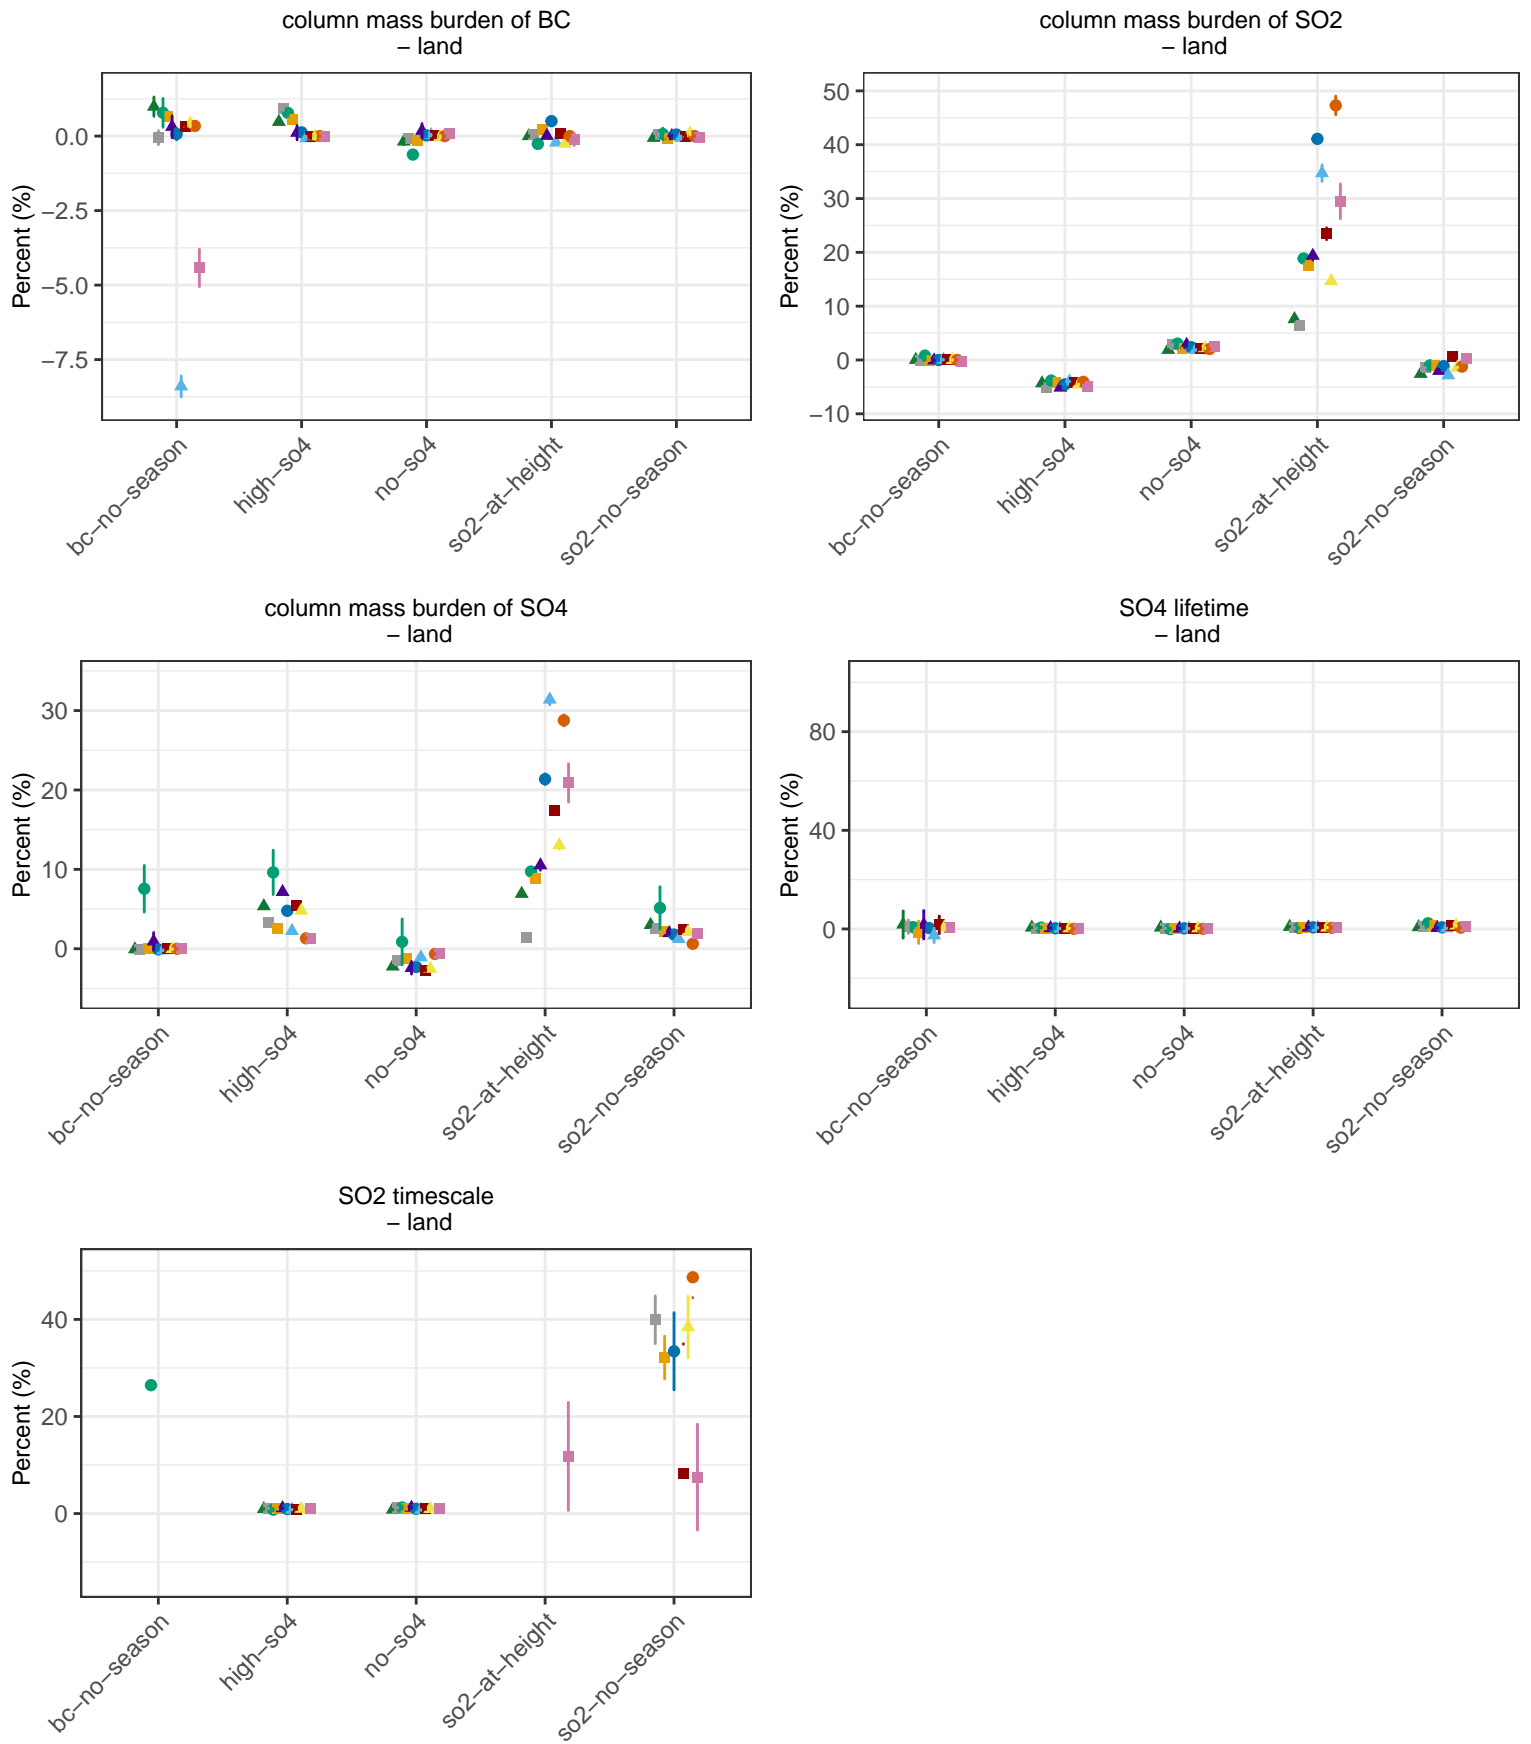 column mass burden of BC
– land
Percent (%)
0.0
−2.5
−5.0
−7.5
bc−no−season
high−so4
no−so4
so2−at−height
so2−no−season
column mass burden of SO2
– land
Percent (%)
50
40
30
20
10
0
−10
bc−no−season
high−so4
no−so4
so2−at−height
so2−no−season
column mass burden of SO4
– land
Percent (%)
30
20
10
0
bc−no−season
high−so4
no−so4
so2−at−height
so2−no−season
SO4 lifetime
– land
Percent (%)
80
40
0
bc−no−season
high−so4
no−so4
so2−at−height
so2−no−season
SO2 timescale
– land
Percent (%)
40
20
0
bc−no−season
high−so4
no−so4
so2−at−height
so2−no−season